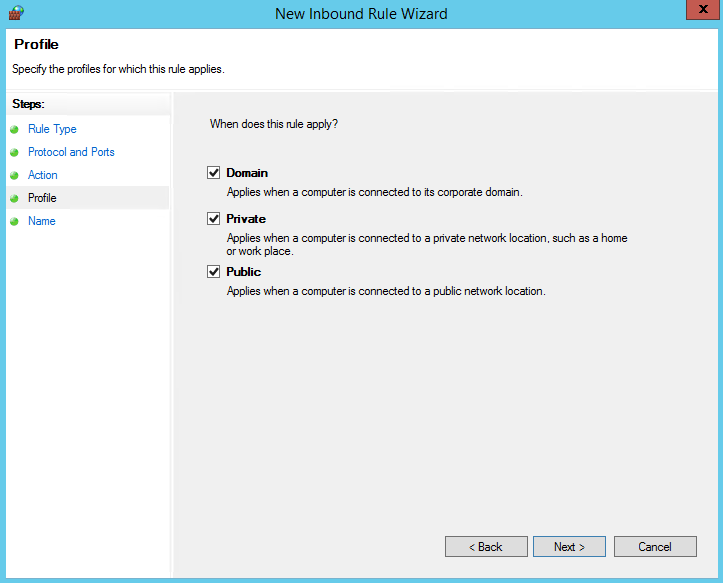 New Inbound Rule Wizard
Profile
Specify the profiles for which this rule applies.
Steps:
Rule Type
Protocol and Ports
Action
Profile
Name
When does this rule apply?
Domain
Applies when a computer is connected to its corporate domain.
Private
Applies when a computer is connected to a private network location, such as a home
or work place.
Public
Applies when a computer is connected to a public network location.
< Back
Next >
Cancel